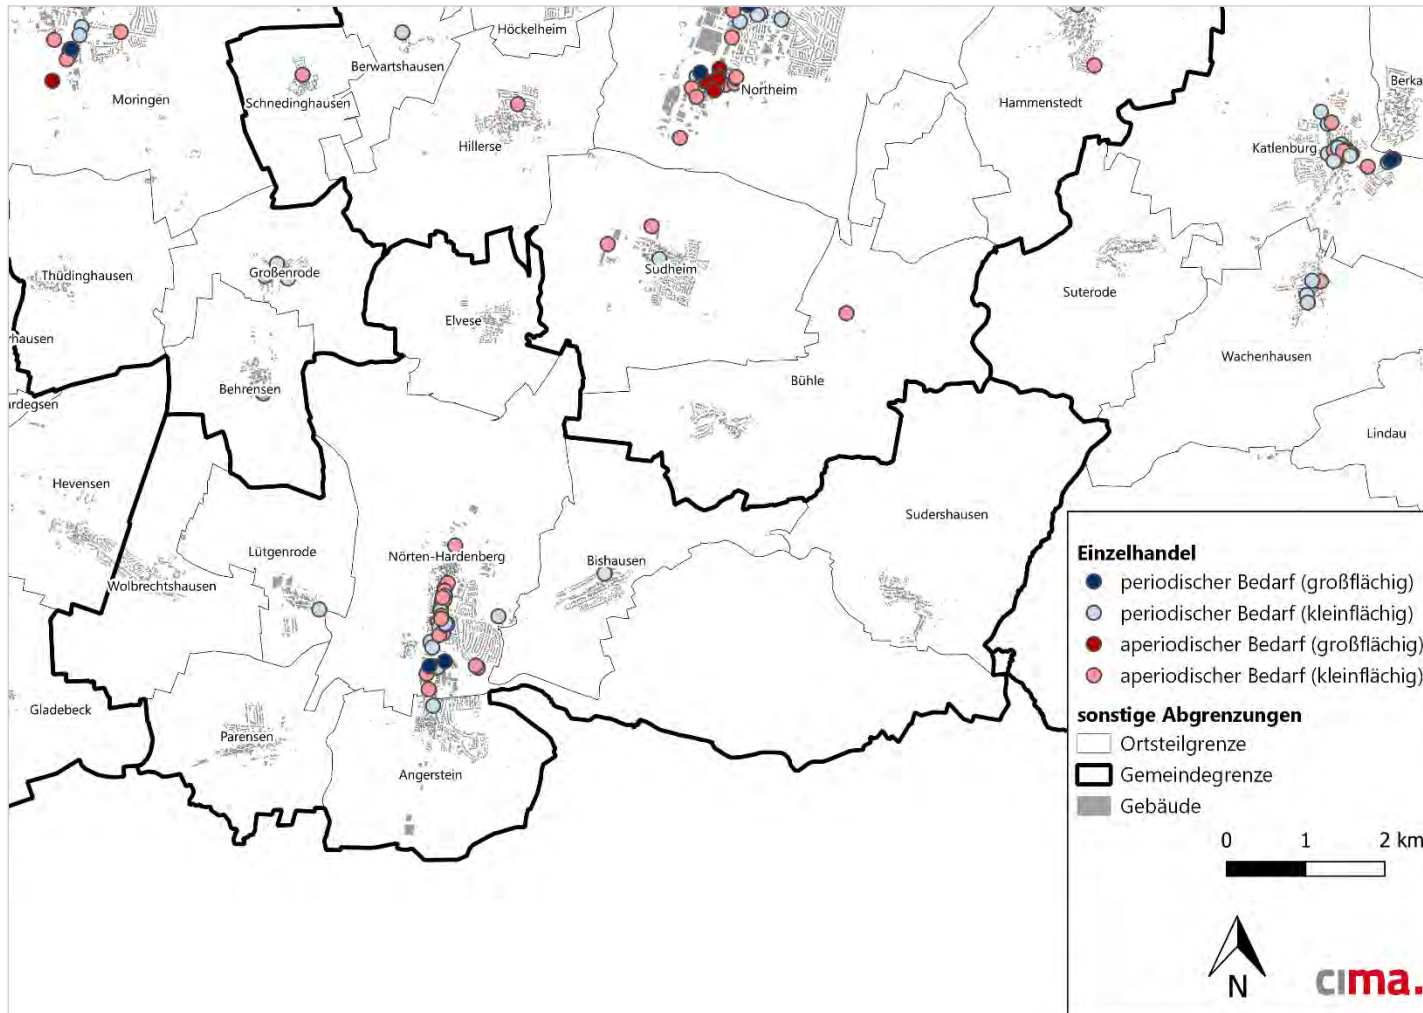 Höckelheim
Berwartshausen
Moringen
Schnedinghausen
Northeim
Hammenstedt
Berka
Hillerse
Katlenburg
Thüdinghausen
Großenrode
Sudheim
Suterode
Elvese
rhausen
Wachenhausen
Behrensen
Bühle
ardegsen
Lindau
Hevensen
Sudershausen
Lütgenrode
Nörten-Hardenberg
Bishausen
Wolbrechtshausen
Gladebeck
Parensen
Angerstein
Einzelhandel
periodischer Bedarf (großflächig)
periodischer Bedarf (kleinflächig)
aperiodischer Bedarf (großflächig)
aperiodischer Bedarf (kleinflächig)
sonstige Abgrenzungen
Ortsteilgrenze
Gemeindegrenze
Gebäude
0 1 2 km
N
cima.